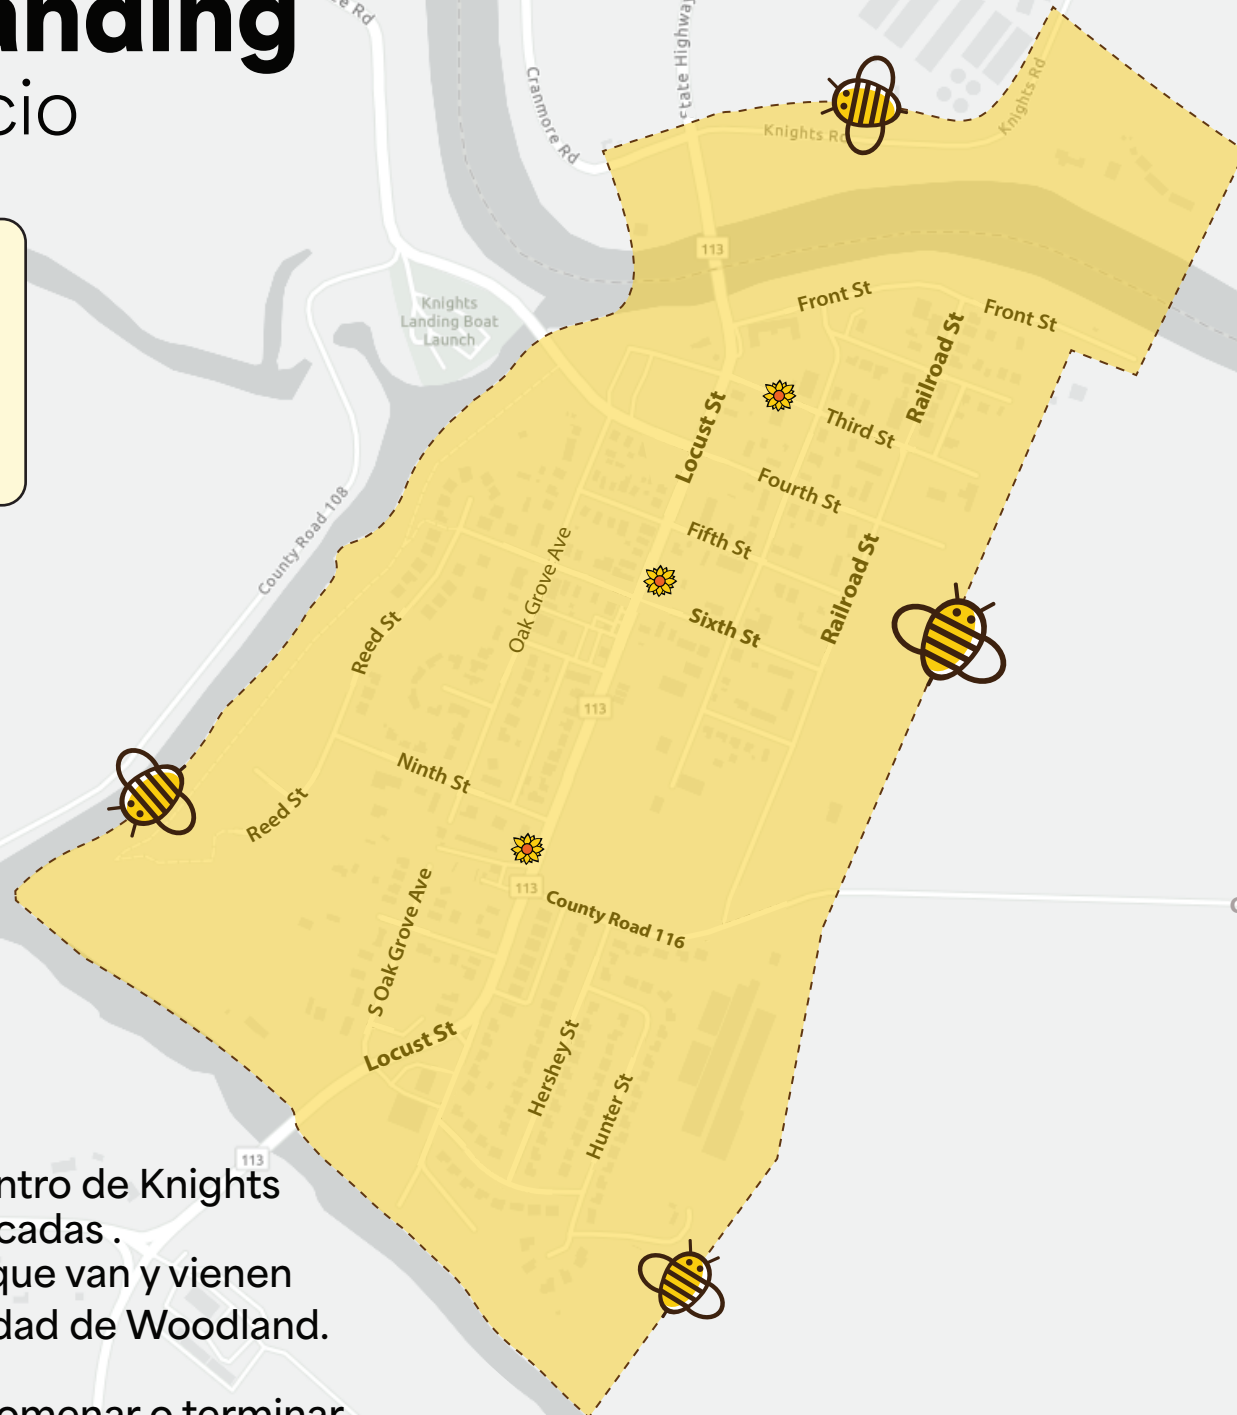 anding
cio
Cranmore Rd
State Highway
Knights Rd
Knights Rd
113
Knights
Landing Boat
Launch
Front St
Front St
Railroad St
Locust St
Third St
Fourth St
Fifth St
County Road 108
Oak Grove Ave
Railroad St
Reed St
Sixth St
113
Ninth St
Reed St
113
S Oak Grove Ave
County Road 116
Locust St
Hershey St
Hunter St
113
ntro de Knights
cadas .
que van y vienen
dad de Woodland.
omenar o terminar